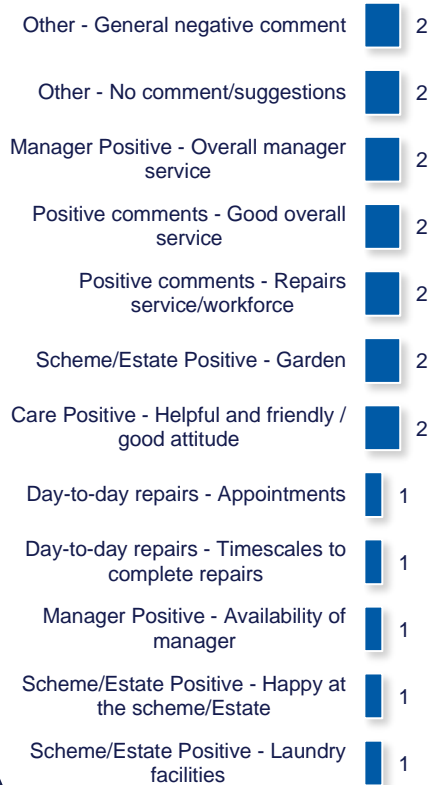 Other - General negative comment 2
Other - No comment/suggestions 2
Manager Positive - Overall manager
service 2
Positive comments - Good overall
service 2
Positive comments - Repairs
service/workforce 2
Scheme/Estate Positive - Garden 2
Care Positive - Helpful and friendly /
good attitude 2
Day-to-day repairs - Appointments 1
Day-to-day repairs - Timescales to
complete repairs 1
Manager Positive - Availability of
manager 1
Scheme/Estate Positive - Happy at
the scheme/Estate 1
Scheme/Estate Positive - Laundry
facilities 1